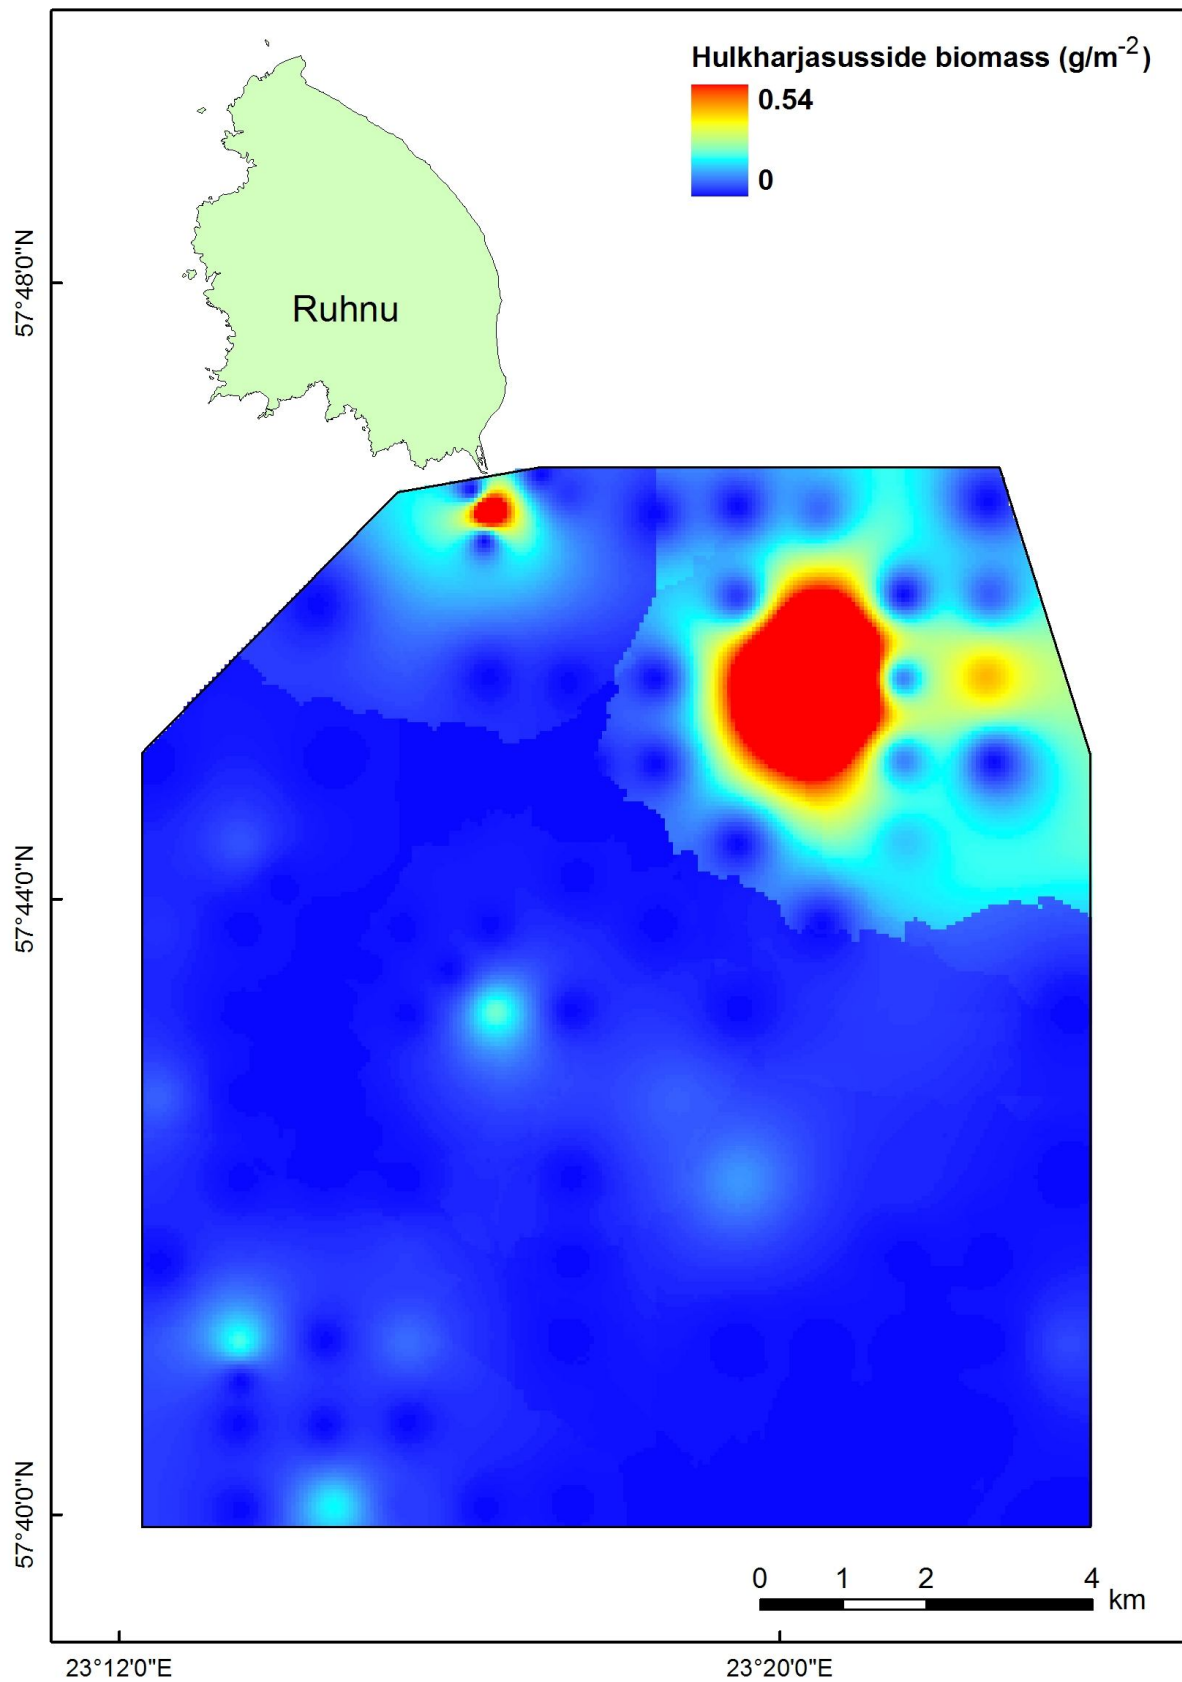 Hulkharjasusside biomass (g/m⁻²)
0.54
0
Ruhnu
57°48'0"N
57°44'0"N
57°40'0"N
0 1 2 4
km
23°12'0"E 23°20'0"E